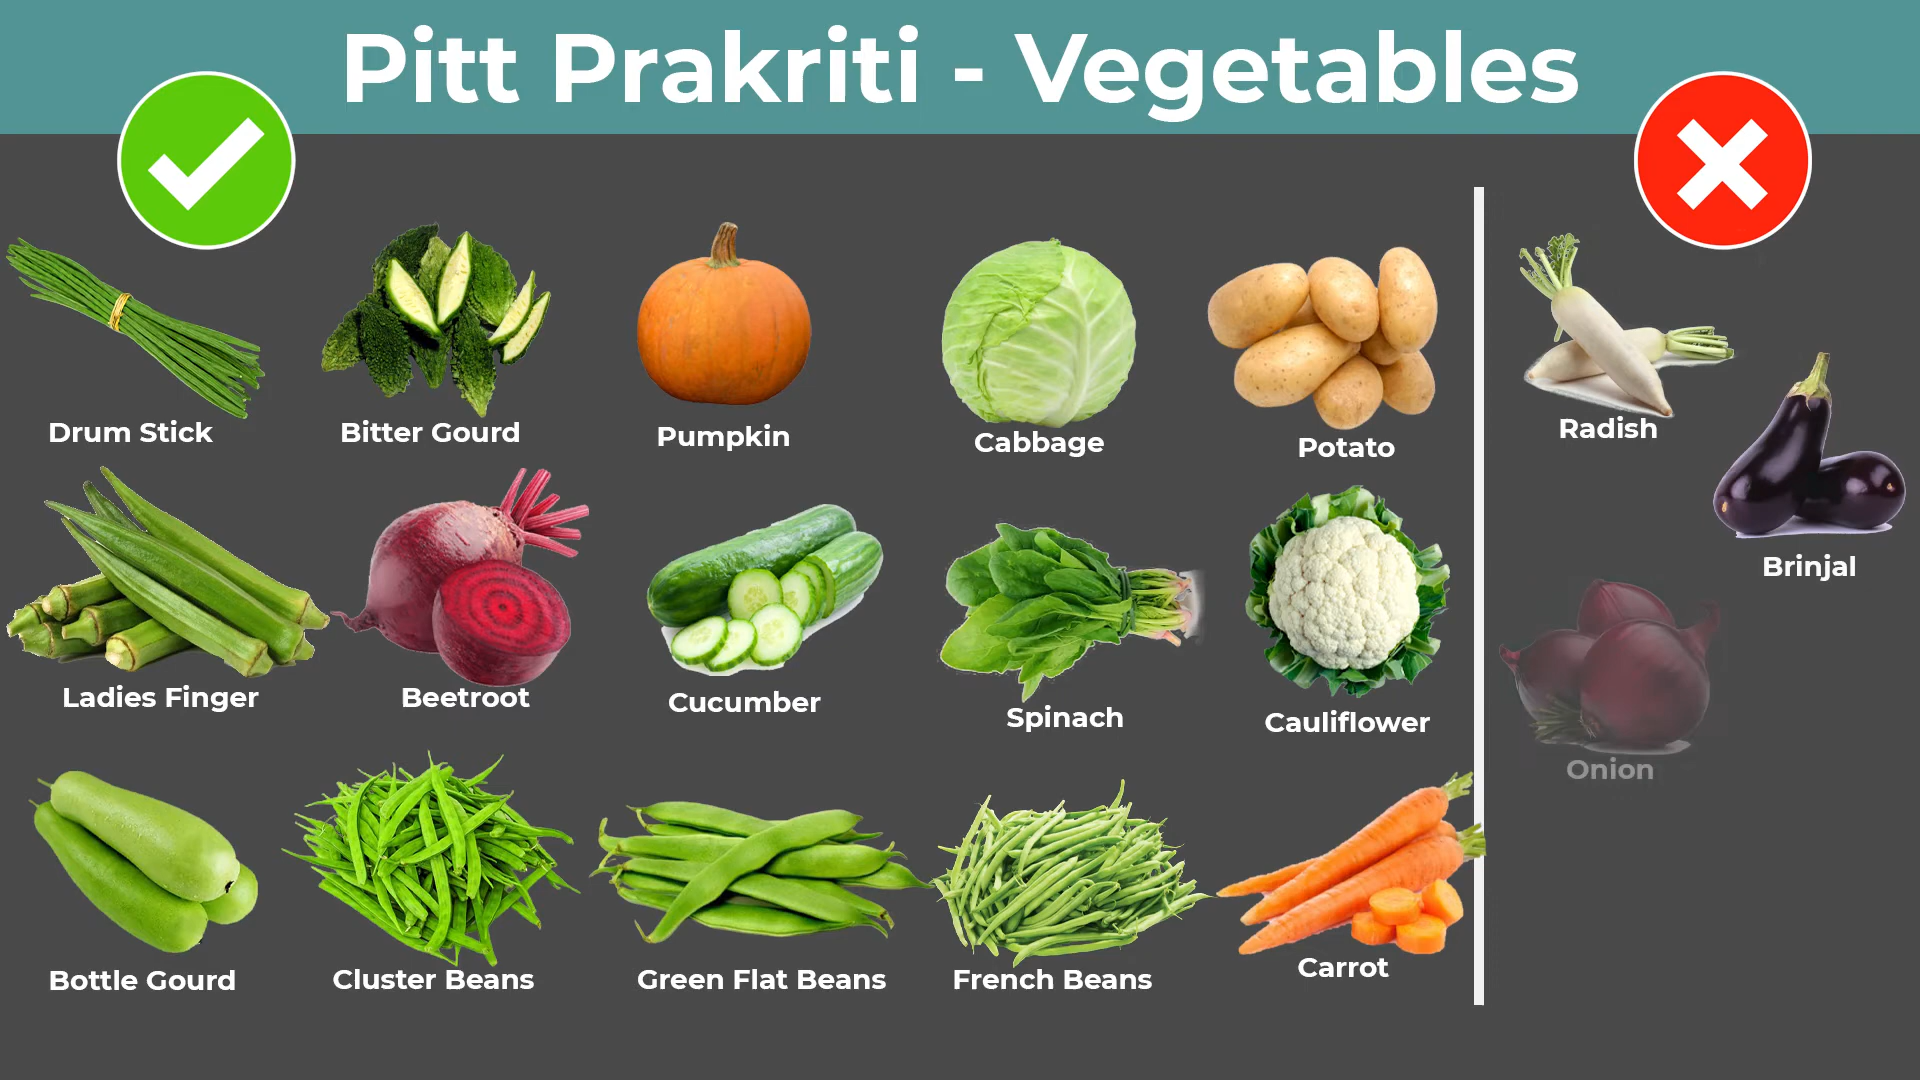 Pitt Prakriti - Vegetables
Drum Stick
Bitter Gourd
Pumpkin
Cabbage
Potato
Radish
Brinjal
Ladies Finger
Beetroot
Cucumber
Spinach
Cauliflower
Onion
Bottle Gourd
Cluster Beans
Green Flat Beans
French Beans
Carrot